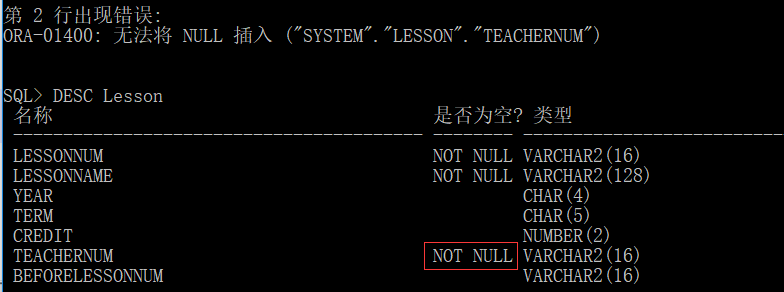 第 2 行出现错误:
ORA-01400: 无法将 NULL 插入 ("SYSTEM"."LESSON"."TEACHERNUM")
SQL> DESC Lesson
名称 是否为空? 类型
----------------------------------------- -------- ----------------------------
LESSONNUM NOT NULL VARCHAR2(16)
LESSONNAME NOT NULL VARCHAR2(128)
YEAR CHAR(4)
TERM CHAR(5)
CREDIT NUMBER(2)
TEACHERNUM NOT NULL VARCHAR2(16)
BEFORELESSONNUM VARCHAR2(16)